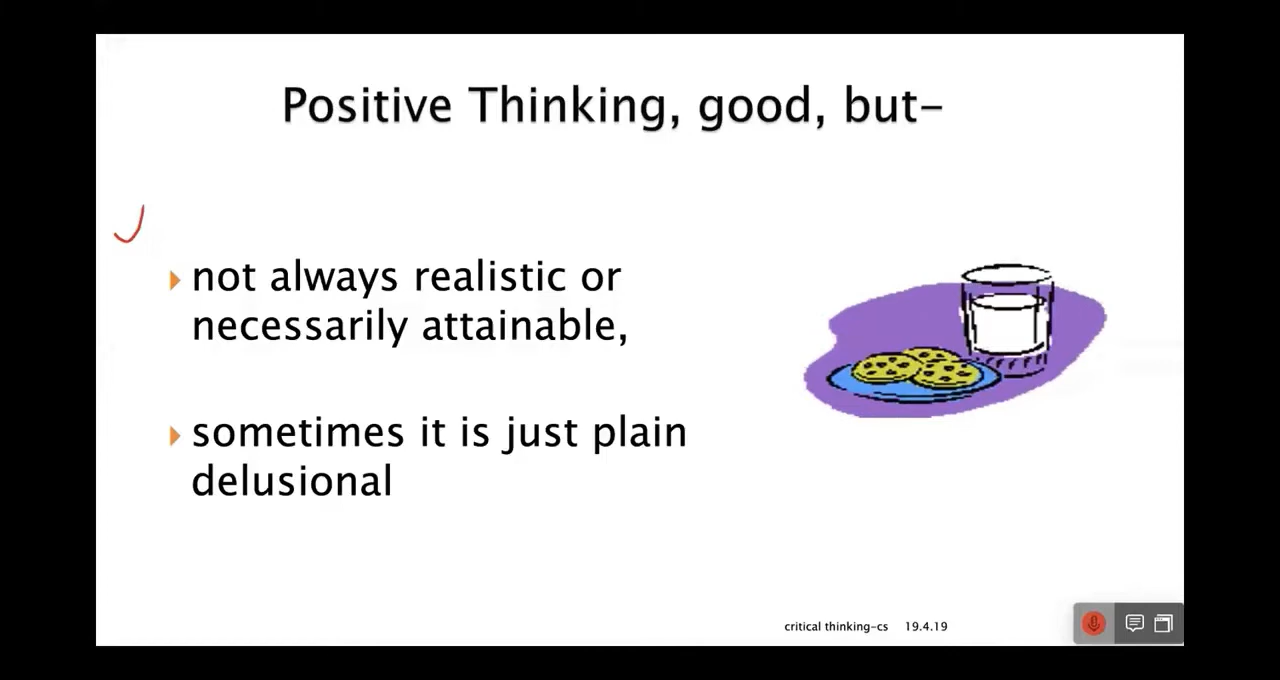 Positive Thinking, good, but-
not always realistic or
necessarily attainable,
sometimes it is just plain
delusional
critical thinking-cs 19.4.19